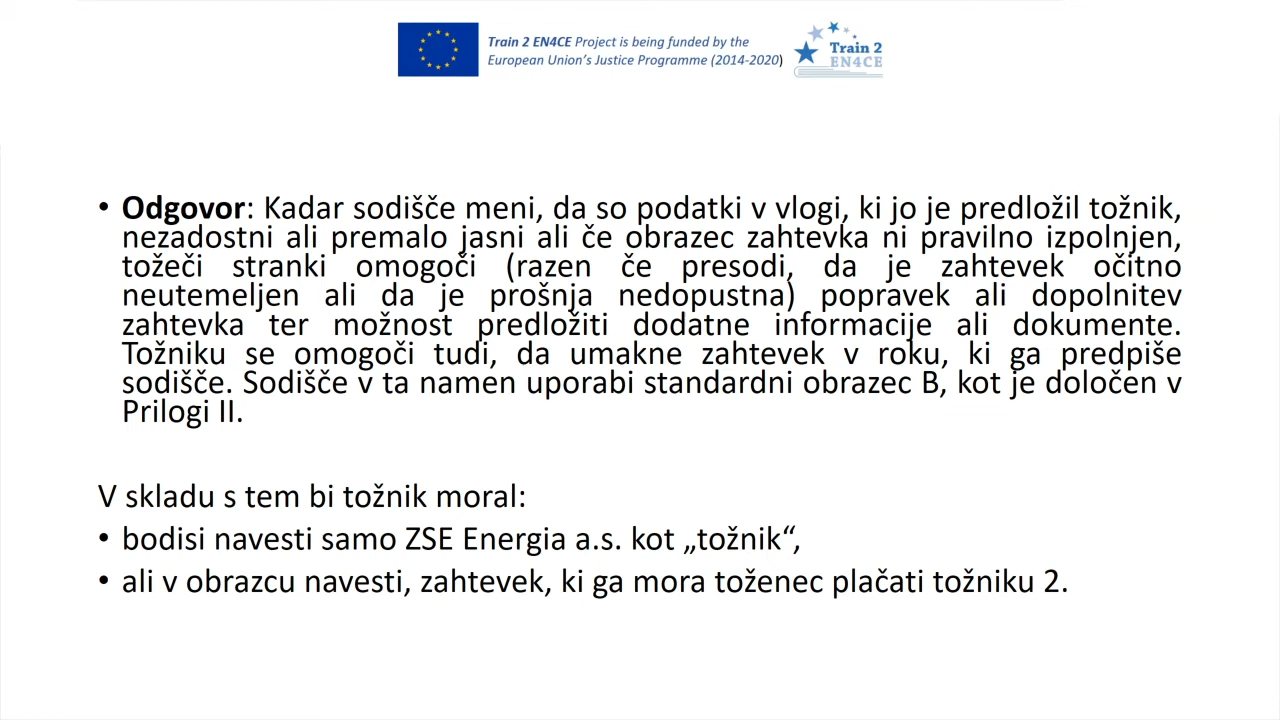 Train 2 EN4CE Project is being funded by the
European Union's Justice Programme (2014-2020)
Train 2
EN4CE
• Odgovor: Kadar sodišče meni, da so podatki v vlogi, ki jo je predložil tožnik,
nezadostni ali premalo jasni ali če obrazec zahtevka ni pravilno izpolnjen,
tožeči stranki omogoči (razen če presodi, da je zahtevek očitno
neutemeljen ali da je prošnja nedopustna) popravek ali dopolnitev
zahtevka ter možnost predložiti dodatne informacije ali dokumente.
Tožniku se omogoči tudi, da umakne zahtevek v roku, ki ga predpiše
sodišče. Sodišče v ta namen uporabi standardni obrazec B, kot je določen v
Prilogi II.
V skladu s tem bi tožnik moral:
• bodisi navesti samo ZSE Energia a.s. kot „tožnik“,
• ali v obrazcu navesti, zahtevek, ki ga mora toženec plačati tožniku 2.